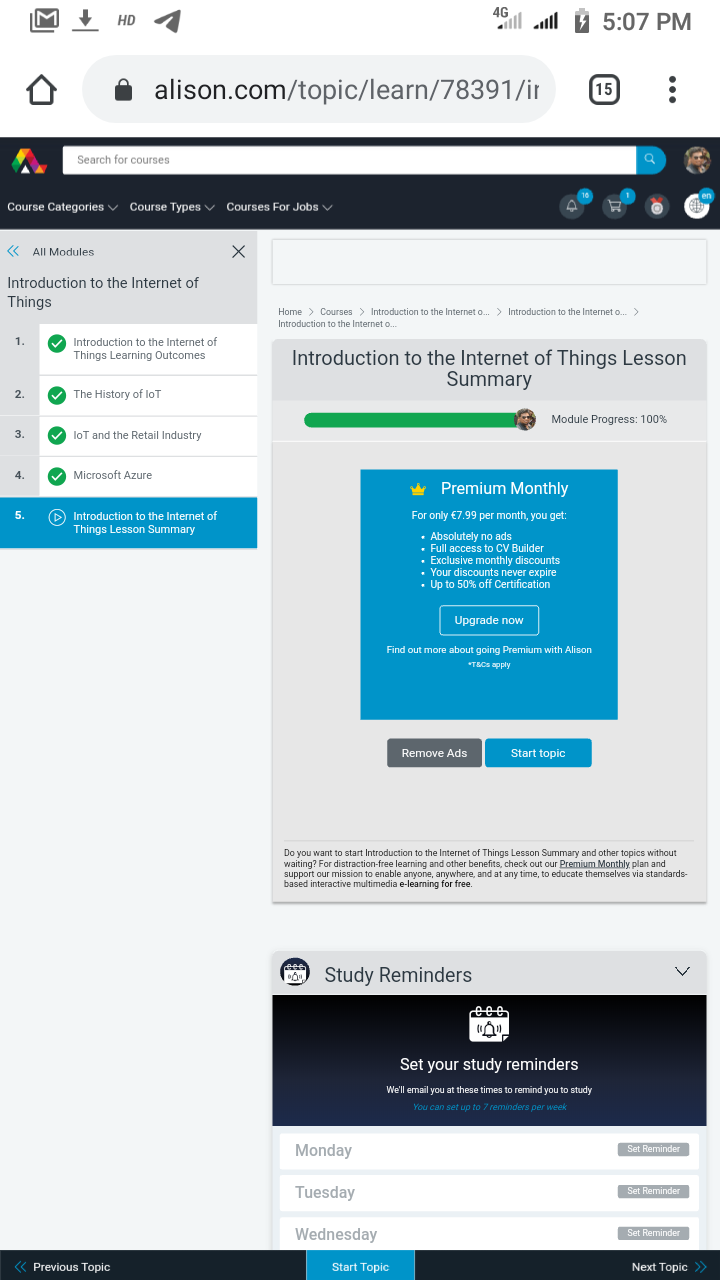 HD
4G
5:07 PM
alison.com/topic/learn/78391/ir
15
Search for courses
Course Categories
Course Types
Courses For Jobs
10
1
en
All Modules
Introduction to the Internet of
Things
1.
Introduction to the Internet of
Things Learning Outcomes
2.
The History of IoT
3.
IoT and the Retail Industry
4.
Microsoft Azure
5.
Introduction to the Internet of
Things Lesson Summary
Home
Courses
Introduction to the Internet o...
Introduction to the Internet o...
Introduction to the Internet o...
Introduction to the Internet of Things Lesson
Summary
Module Progress: 100%
Premium Monthly
For only €7.99 per month, you get:
• Absolutely no ads
• Full access to CV Builder
• Exclusive monthly discounts
• Your discounts never expire
• Up to 50% off Certification
Upgrade now
Find out more about going Premium with Alison
*T&Cs apply
Remove Ads
Start topic
Do you want to start Introduction to the Internet of Things Lesson Summary and other topics without
waiting? For distraction-free learning and other benefits, check out our Premium Monthly plan and
support our mission to enable anyone, anywhere, and at any time, to educate themselves via standards-
based interactive multimedia e-learning for free.
Study Reminders
Set your study reminders
We'll email you at these times to remind you to study
You can set up to 7 reminders per week
Monday
Set Reminder
Tuesday
Set Reminder
Wednesday
Set Reminder
Previous Topic
Start Topic
Next Topic